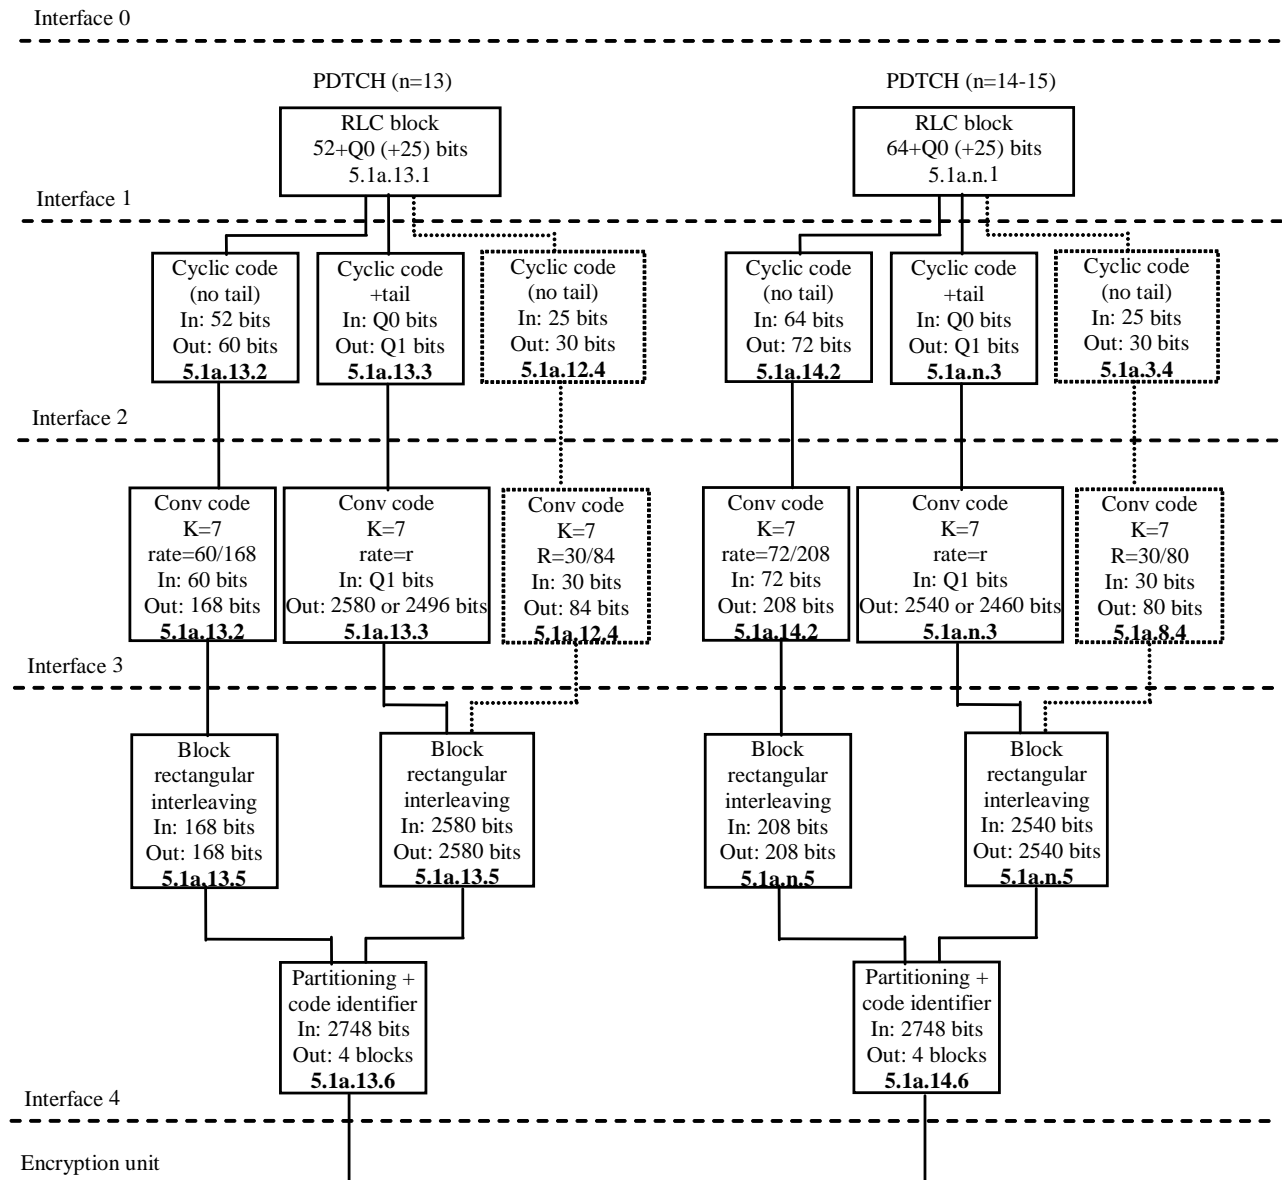 Interface 0
PDTCH (n=13)
RLC block
52+Q0 (+25) bits
5.1a.13.1
PDTCH (n=14-15)
RLC block
64+Q0 (+25) bits
5.1a.n.1
Interface 1
Cyclic code
(no tail)
In: 52 bits
Out: 60 bits
5.1a.13.2
Cyclic code
+tail
In: Q0 bits
Out: Q1 bits
5.1a.13.3
Cyclic code
(no tail)
In: 25 bits
Out: 30 bits
5.1a.12.4
Cyclic code
(no tail)
In: 64 bits
Out: 72 bits
5.1a.14.2
Cyclic code
+tail
In: Q0 bits
Out: Q1 bits
5.1a.n.3
Cyclic code
(no tail)
In: 25 bits
Out: 30 bits
5.1a.3.4
Interface 2
Conv code
K=7
rate=60/168
In: 60 bits
Out: 168 bits
5.1a.13.2
Conv code
K=7
rate=r
In: Q1 bits
Out: 2580 or 2496 bits
5.1a.13.3
Conv code
K=7
R=30/84
In: 30 bits
Out: 84 bits
5.1a.12.4
Conv code
K=7
rate=72/208
In: 72 bits
Out: 208 bits
5.1a.14.2
Conv code
K=7
rate=r
In: Q1 bits
Out: 2540 or 2460 bits
5.1a.n.3
Conv code
K=7
R=30/80
In: 30 bits
Out: 80 bits
5.1a.8.4
Interface 3
Block
rectangular
interleaving
In: 168 bits
Out: 168 bits
5.1a.13.5
Block
rectangular
interleaving
In: 2580 bits
Out: 2580 bits
5.1a.13.5
Block
rectangular
interleaving
In: 208 bits
Out: 208 bits
5.1a.n.5
Block
rectangular
interleaving
In: 2540 bits
Out: 2540 bits
5.1a.n.5
Partitioning +
code identifier
In: 2748 bits
Out: 4 blocks
5.1a.13.6
Partitioning +
code identifier
In: 2748 bits
Out: 4 blocks
5.1a.14.6
Interface 4
Encryption unit